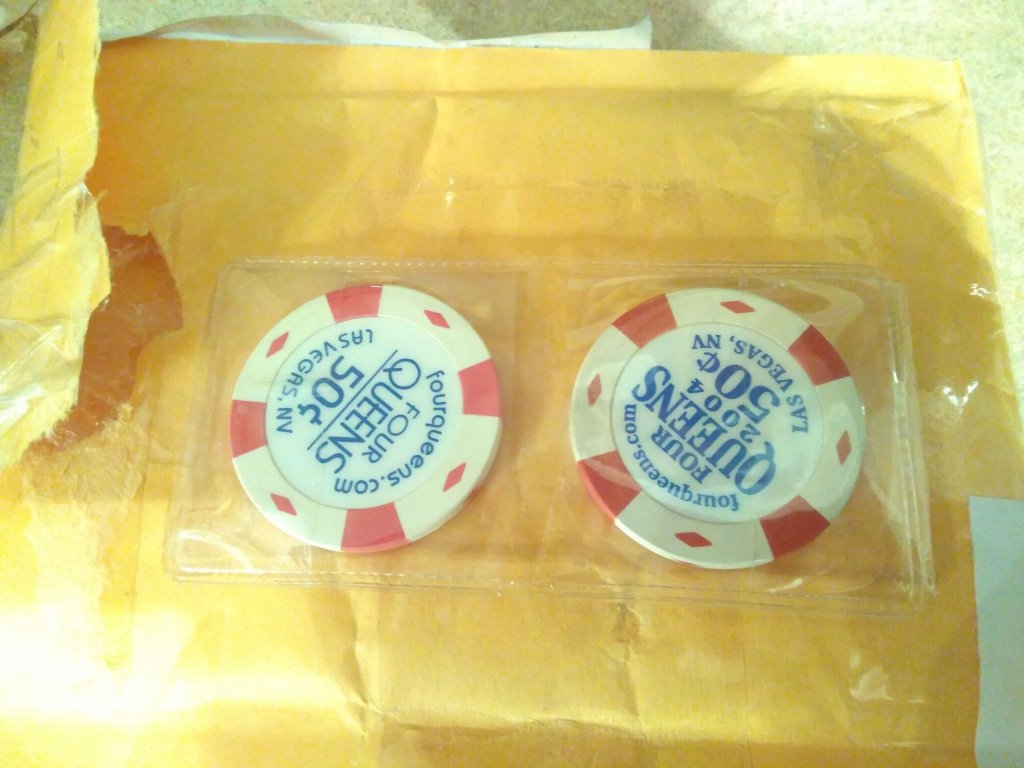 fourqueens.com
FOUR
QUEENS
50¢
LAS VEGAS, NV
fourqueens.com
FOUR
QUEENS
2004
50¢
LAS VEGAS, NV